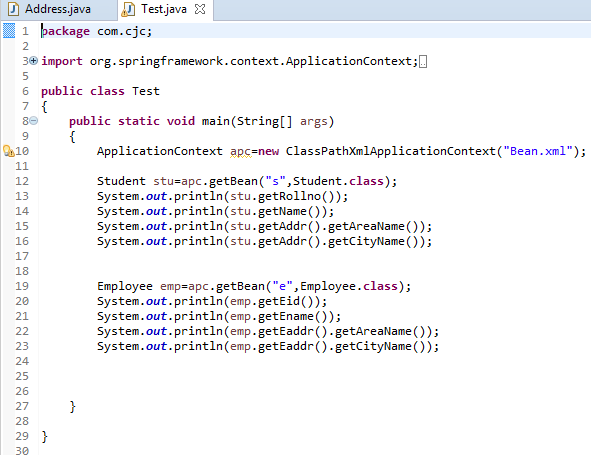 Address.java Test.java
1 package com.cjc;
2
3 import org.springframework.context.ApplicationContext;
5
6 public class Test
7 {
8 public static void main(String[] args)
9 {
10 ApplicationContext apc=new ClassPathXmlApplicationContext("Bean.xml");
11
12 Student stu=apc.getBean("s",Student.class);
13 System.out.println(stu.getRollno());
14 System.out.println(stu.getName());
15 System.out.println(stu.getAddr().getAreaName());
16 System.out.println(stu.getAddr().getCityName());
17
18
19 Employee emp=apc.getBean("e",Employee.class);
20 System.out.println(emp.getEid());
21 System.out.println(emp.getEname());
22 System.out.println(emp.getEaddr().getAreaName());
23 System.out.println(emp.getEaddr().getCityName());
24
25
26
27 }
28
29 }
30